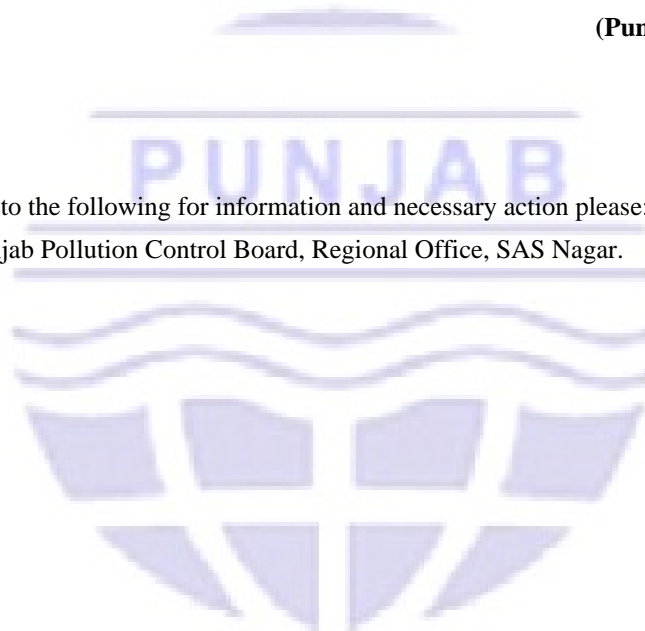 (Pun
PUNJAB
to the following for information and necessary action please:
jab Pollution Control Board, Regional Office, SAS Nagar.